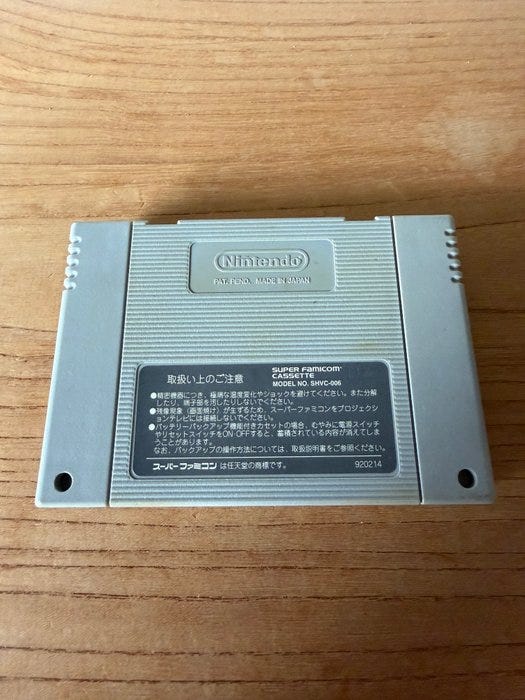 Nintendo
PAT. PEND. MADE IN JAPAN
取扱い上のご注意
SUPER FAMICOM
CASSETTE
MODEL NO. SHVC-006
●精密機器につき、極端な温度変化やショックを避けてください。また分解
したり、端子部を汚したりしないでください。
●残像現象（画面焼け）が生ずるため、スーパーファミコンをプロジェクシ
ョンテレビには接続しないでください。
●バッテリーバックアップ機能付きカセットの場合、むやみに電源スイッチ
やリセットスイッチをON・OFFすると、蓄積されている内容が消えてしま
うことがあります。
なお、バックアップの操作方法については、取扱説明書をご参照ください。
スーパーファミコン は任天堂の商標です。
920214